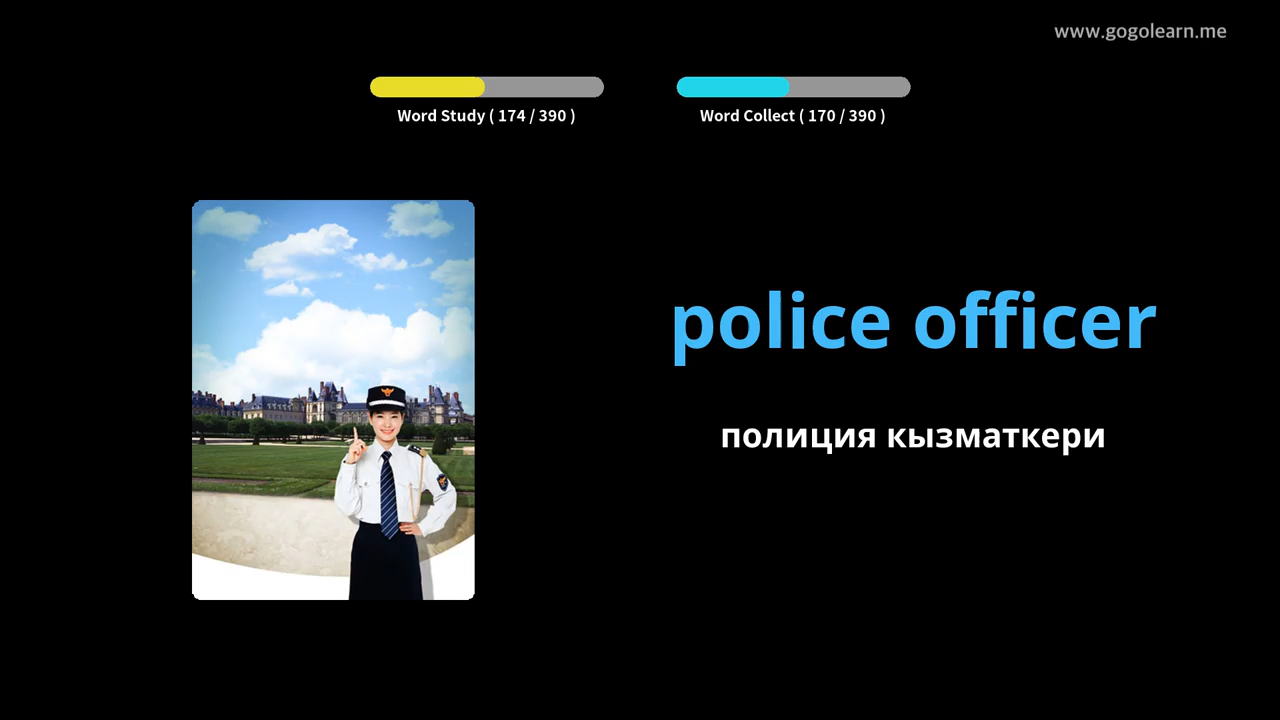 www.gogolearn.me
Word Study ( 174 / 390 )
Word Collect ( 170 / 390 )
police officer
полиция кызматкери